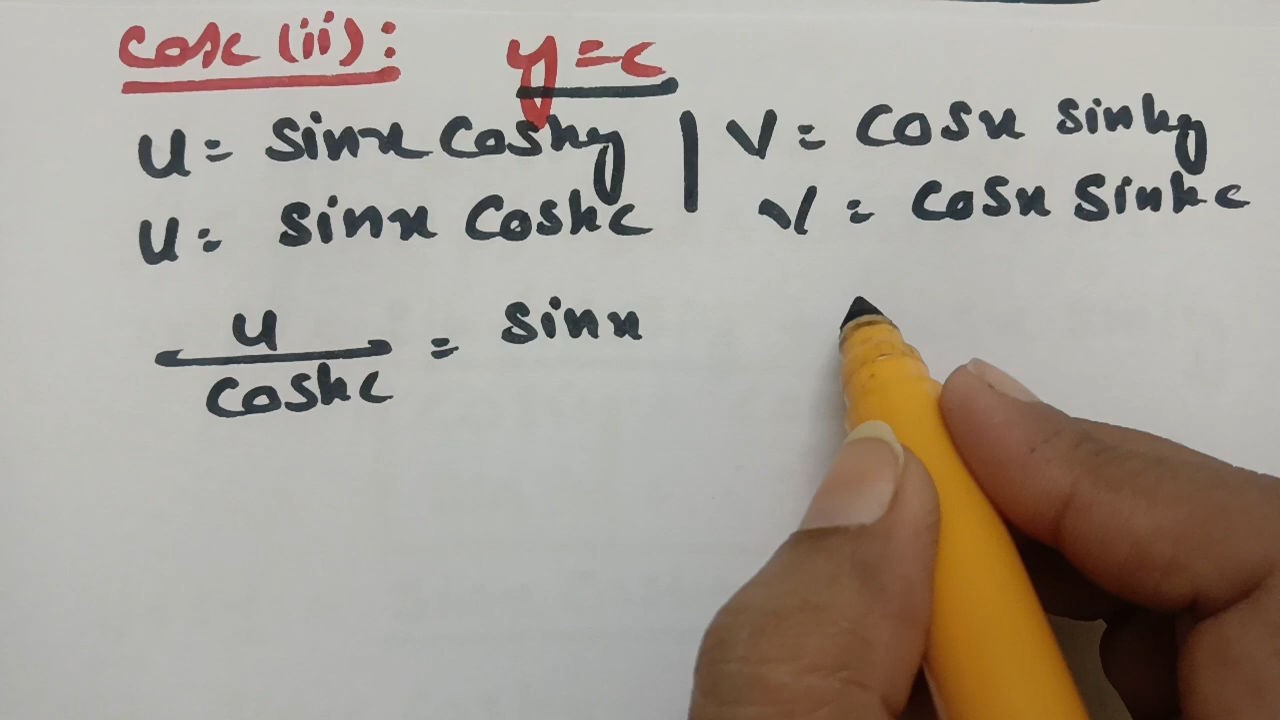 case (ii): y=c
u= sinx coshy | v= cosx sinhy
u= sinx coshc | v= cosx sinhc
u
coshc = sinx